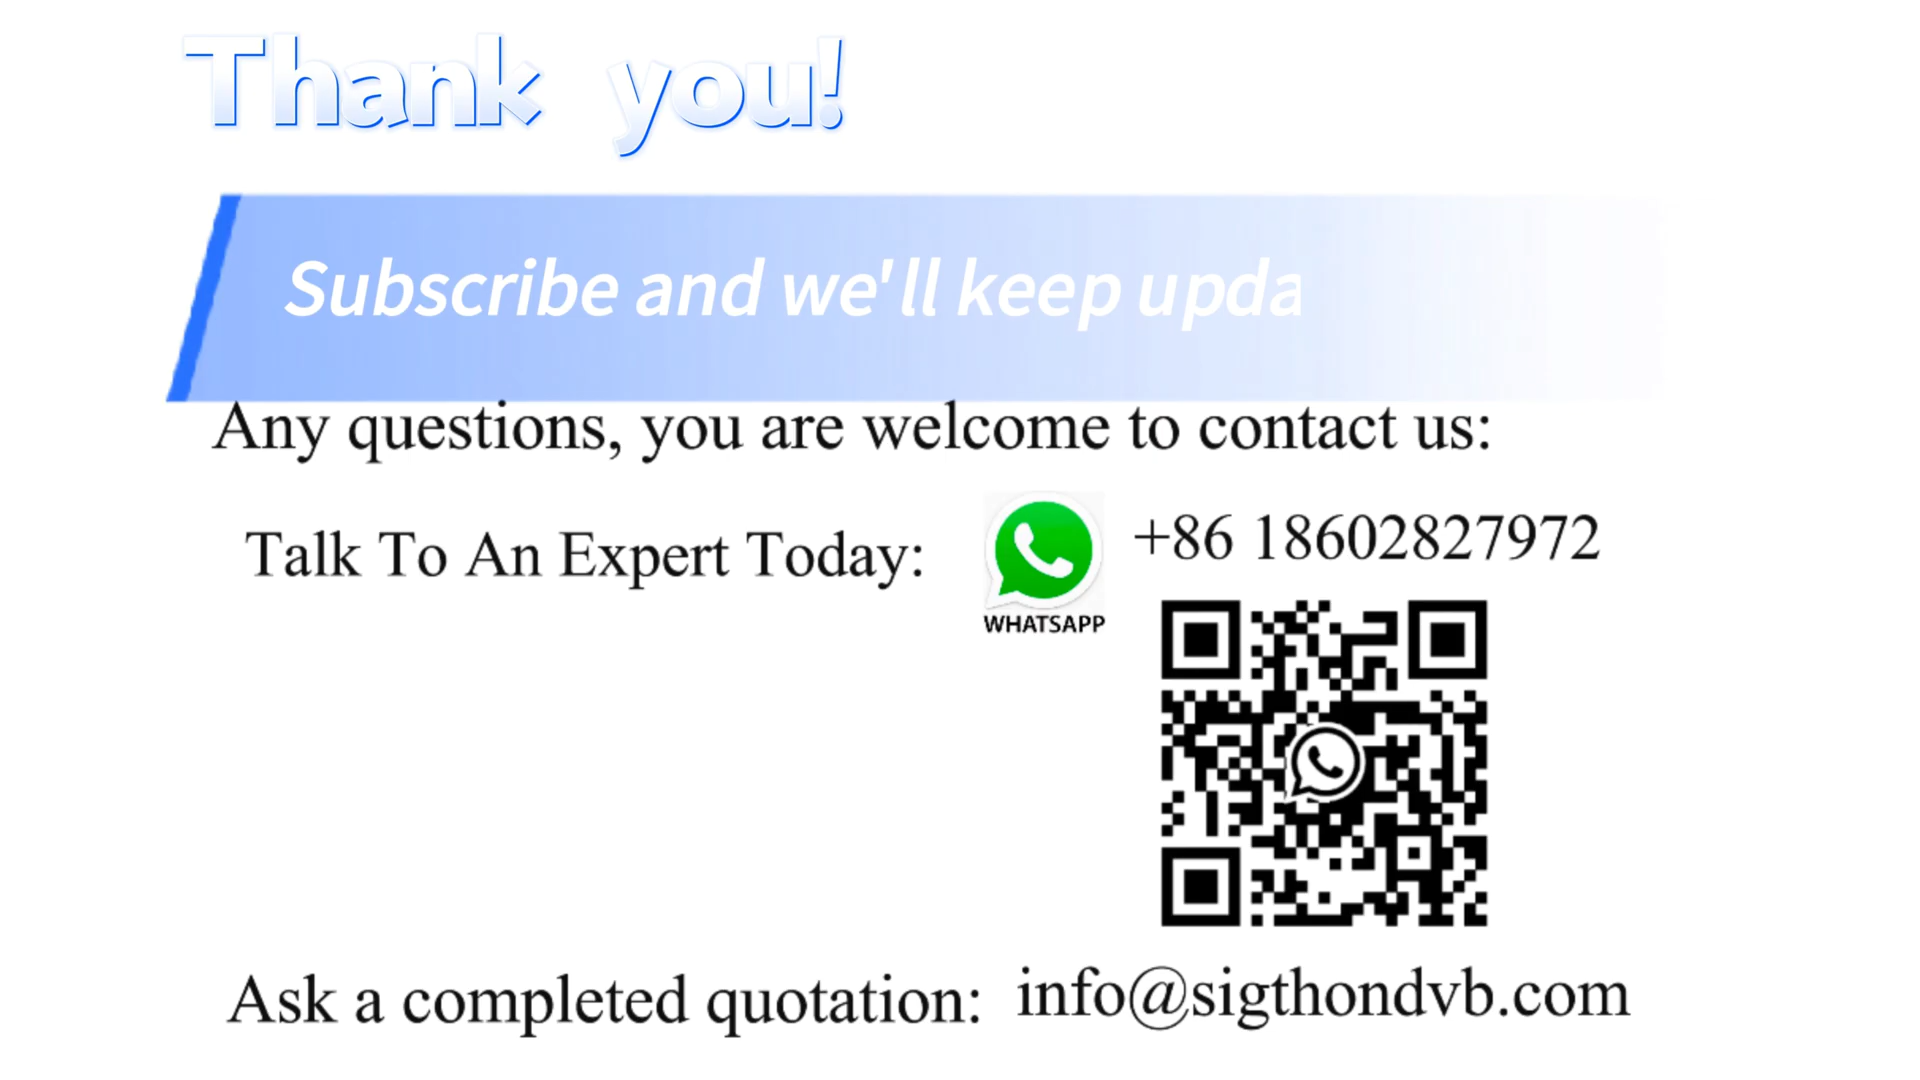 Thank you!
Subscribe and we'll keep upda
Any questions, you are welcome to contact us:
Talk To An Expert Today:
+86 18602827972
WHATSAPP
Ask a completed quotation: info@sigthondvb.com